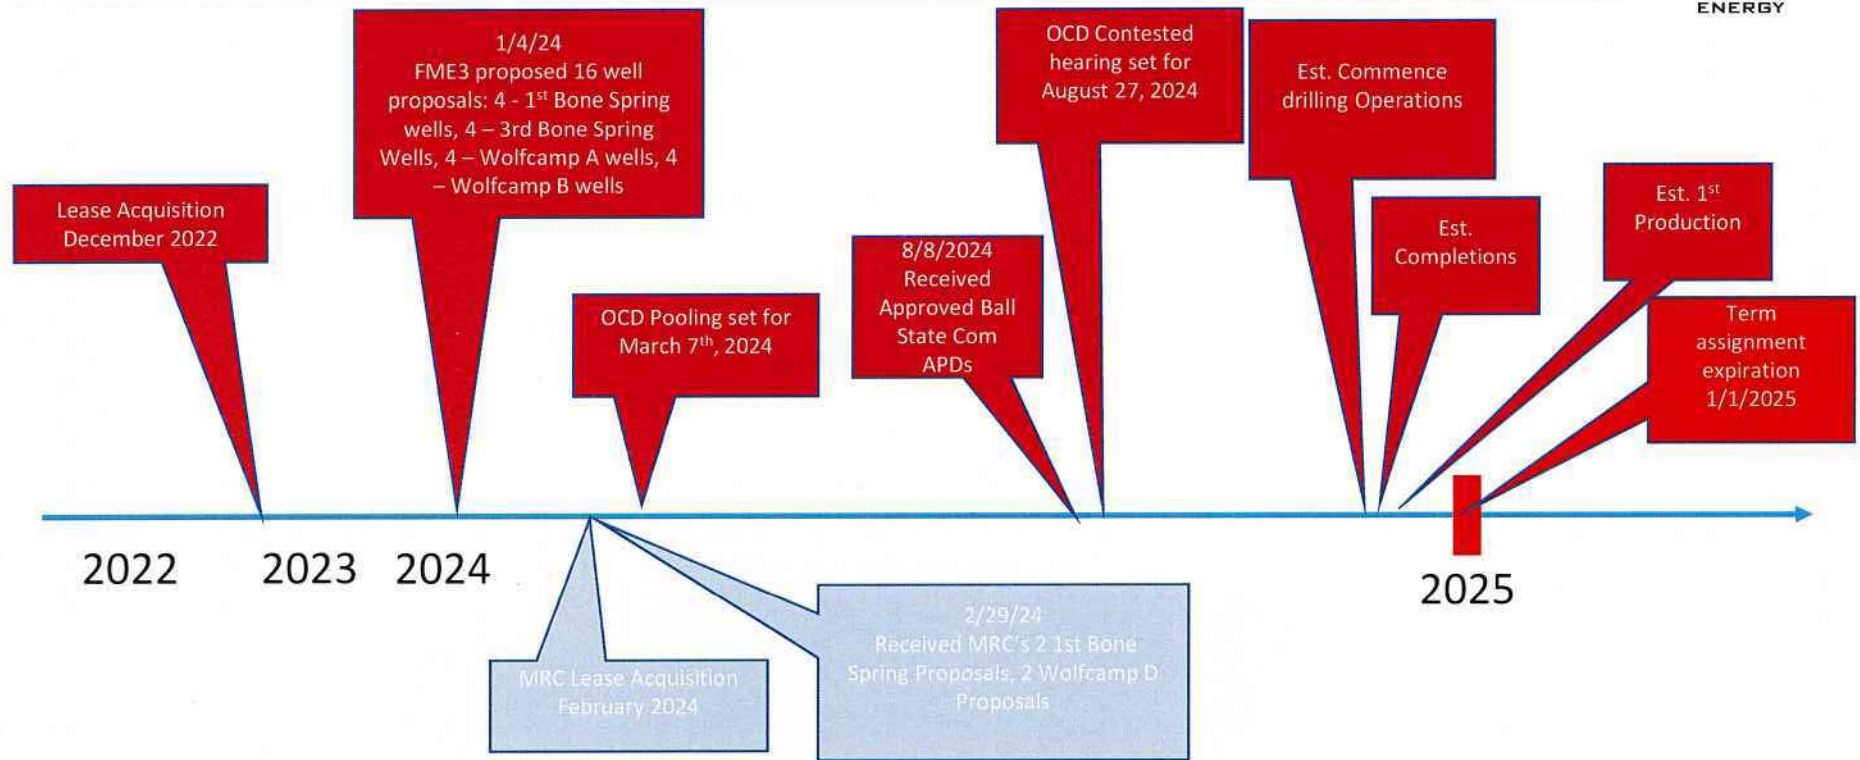 ENERGY
1/4/24
FME3 proposed 16 well
proposals: 4 - 1st Bone Spring
wells, 4 – 3rd Bone Spring
Wells, 4 – Wolfcamp A wells, 4
– Wolfcamp B wells
OCD Contested
hearing set for
August 27, 2024
Est. Commence
drilling Operations
Lease Acquisition
December 2022
Est.
Completions
Est. 1st
Production
8/8/2024
Received
Approved Ball
State Com
APDs
OCD Pooling set for
March 7th, 2024
Term
assignment
expiration
1/1/2025
2022
2023
2024
2025
MRC Lease Acquisition
February 2024
2/29/24
Received MRC's 2 1st Bone
Spring Proposals, 2 Wolfcamp D
Proposals